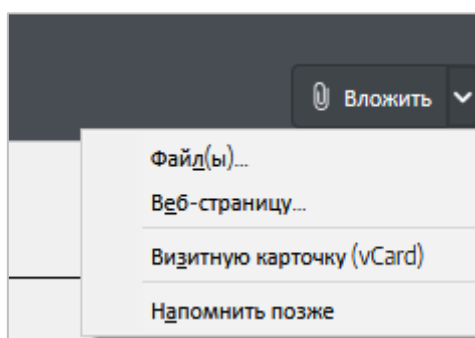 Вложить
Файл(ы)...
Веб-страницу...
Визитную карточку (vCard)
Напомнить позже